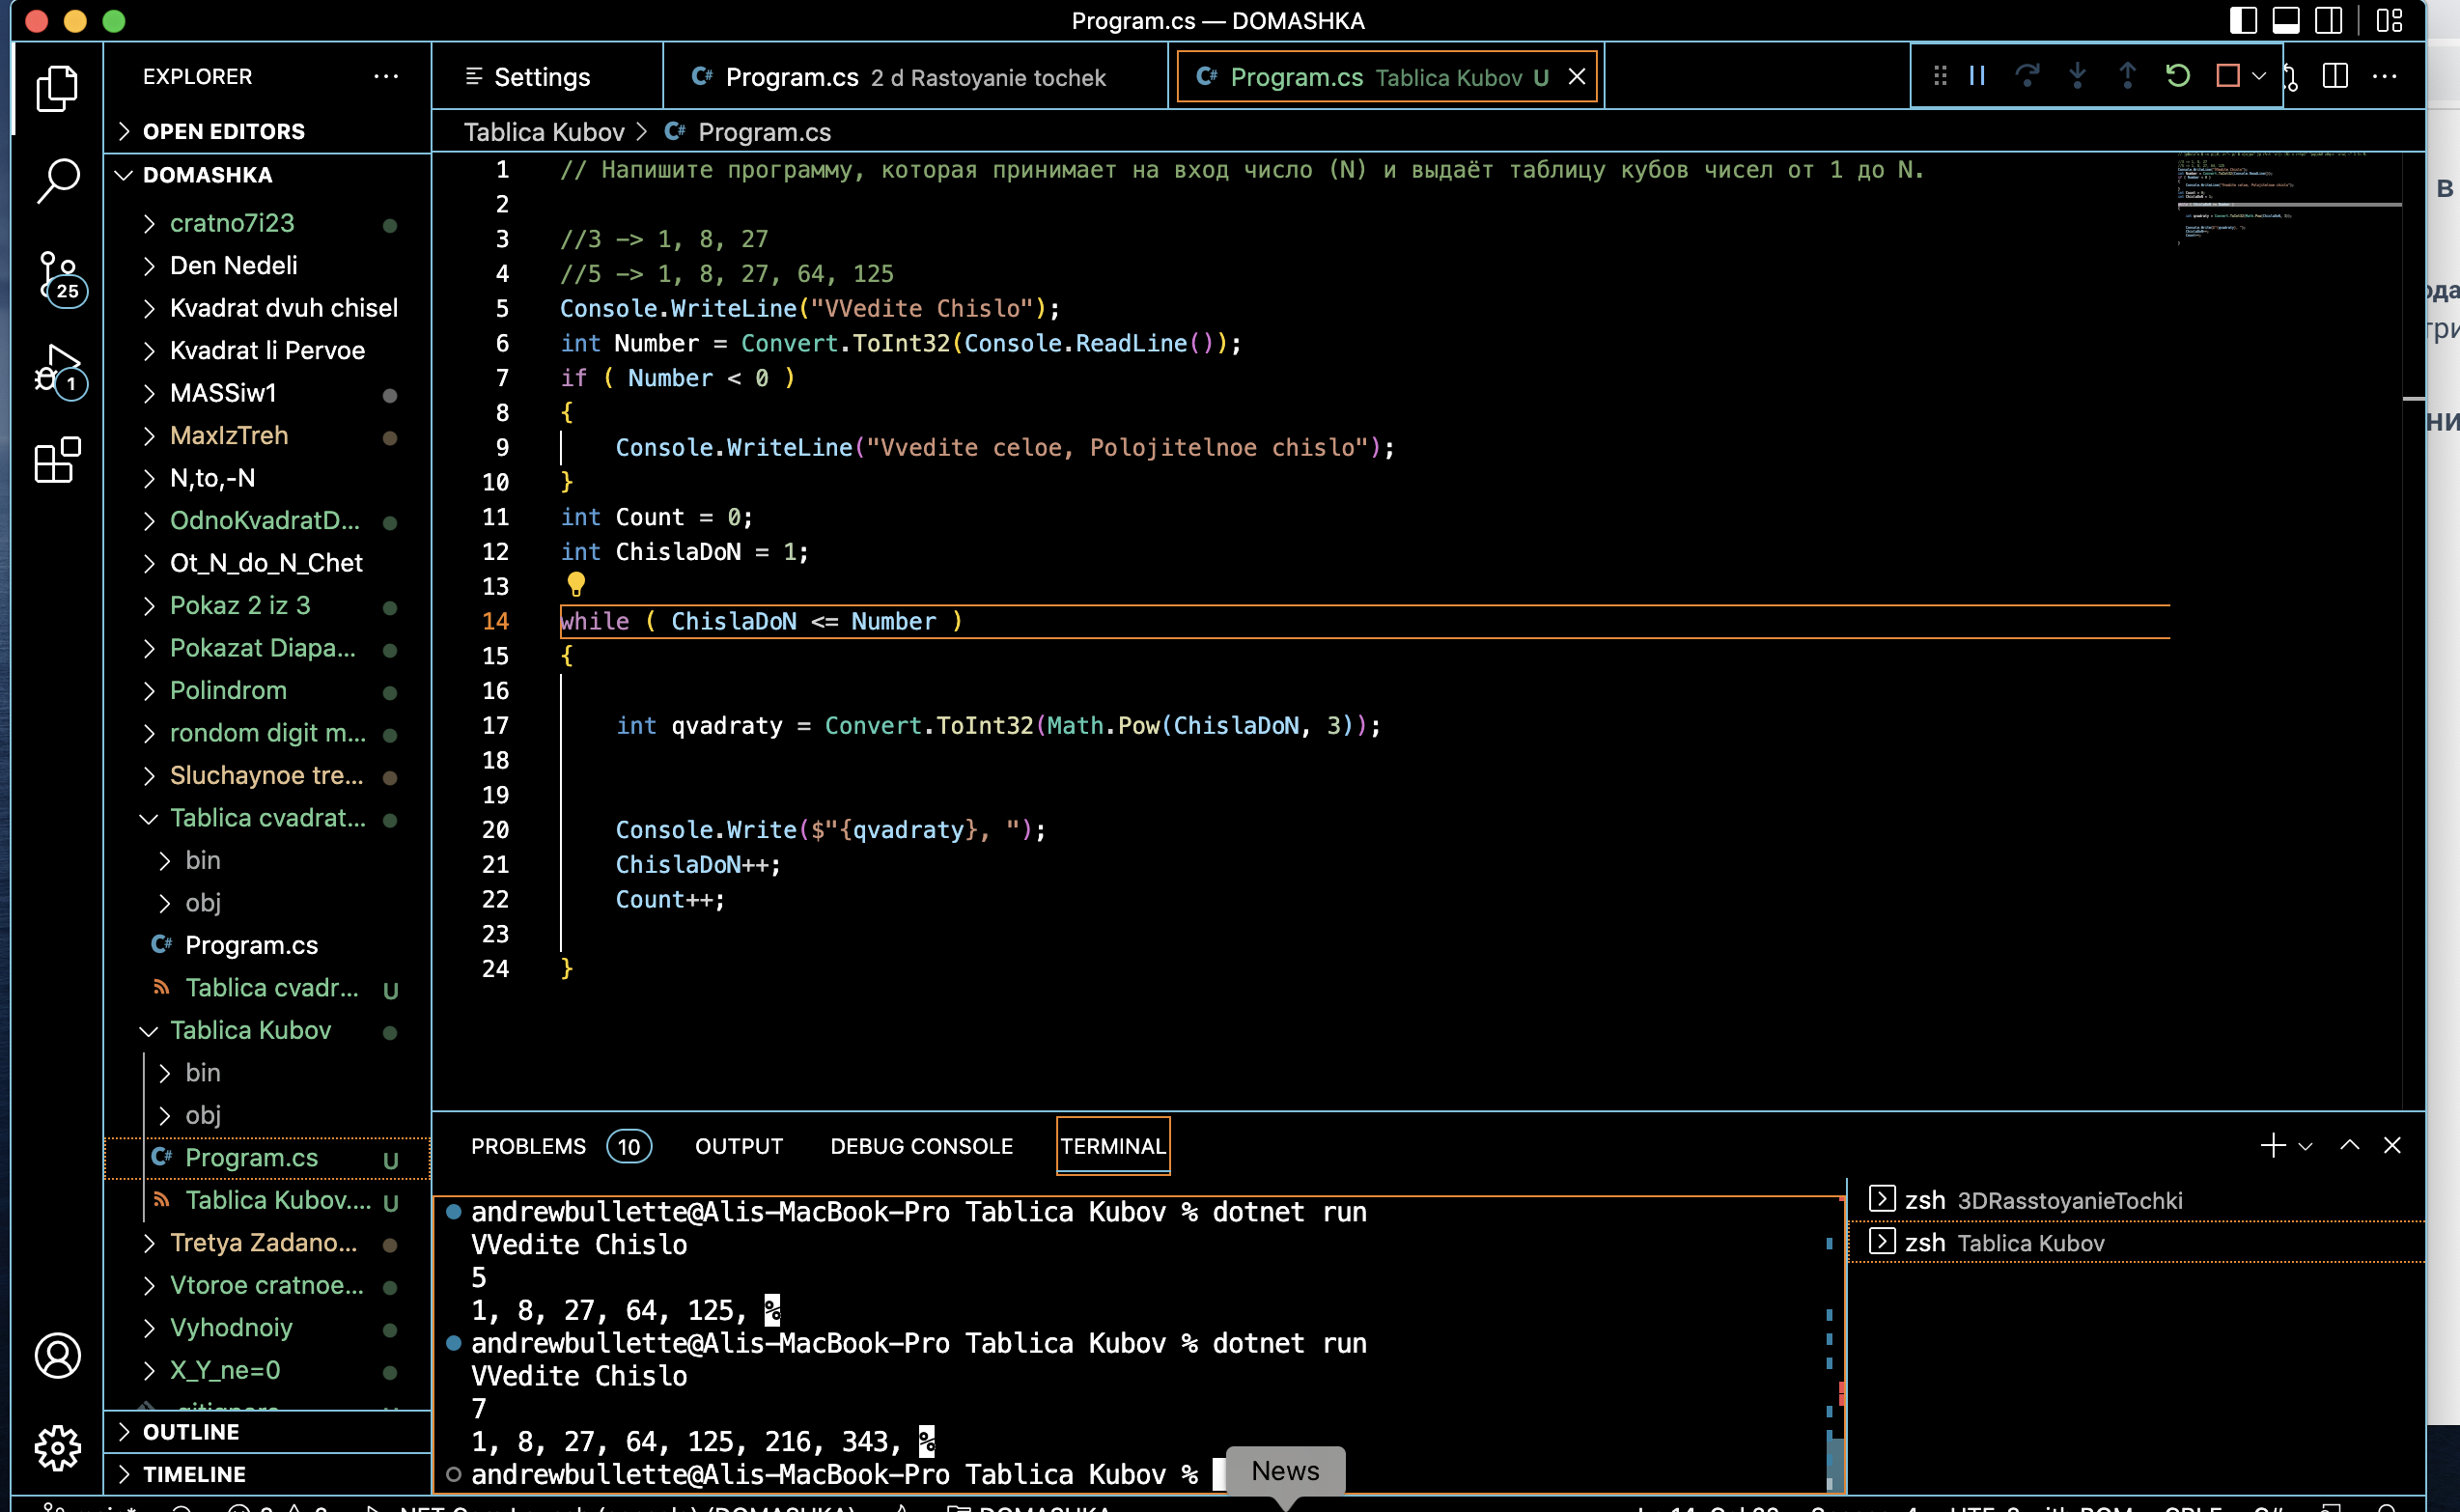 Program.cs — DOMASHKA
EXPLORER
Settings
Program.cs 2 d Rastoyanie tochek
Program.cs Tablica Kubov U
OPEN EDITORS
Tablica Kubov > Program.cs
DOMASHKA
cratno7i23
Den Nedeli
Kvadrat dvuh chisel
Kvadrat li Pervoe
MASSiw1
MaxIzTreh
N,to,-N
OdnoKvadratD...
Ot_N_do_N_Chet
Pokaz 2 iz 3
Pokazat Diapa...
Polindrom
rondom digit m...
Sluchaynoe tre...
Tablica cvadrat...
bin
obj
Program.cs
Tablica cvadr... U
Tablica Kubov
bin
obj
Program.cs U
Tablica Kubov.... U
Tretya Zadano...
Vtoroe cratnoe...
Vyhodnoiy
X_Y_ne=0
OUTLINE
TIMELINE
25
1
1 // Напишите программу, которая принимает на вход число (N) и выдаёт таблицу кубов чисел от 1 до N.
2
3 //3 -> 1, 8, 27
4 //5 -> 1, 8, 27, 64, 125
5 Console.WriteLine("VVedite Chislo");
6 int Number = Convert.ToInt32(Console.ReadLine());
7 if ( Number < 0 )
8 {
9 Console.WriteLine("Vvedite celoe, Polojitelnoe chislo");
10 }
11 int Count = 0;
12 int ChislaDoN = 1;
13
14 while ( ChislaDoN <= Number )
15 {
16
17 int qvadraty = Convert.ToInt32(Math.Pow(ChislaDoN, 3));
18
19
20 Console.Write($"{qvadraty}, ");
21 ChislaDoN++;
22 Count++;
23
24 }
PROBLEMS 10 OUTPUT DEBUG CONSOLE TERMINAL
andrewbullette@Alis-MacBook-Pro Tablica Kubov % dotnet run
VVedite Chislo
5
1, 8, 27, 64, 125, %
andrewbullette@Alis-MacBook-Pro Tablica Kubov % dotnet run
VVedite Chislo
7
1, 8, 27, 64, 125, 216, 343, %
andrewbullette@Alis-MacBook-Pro Tablica Kubov %
zsh 3DRasstoyanieTochki
zsh Tablica Kubov
News
в